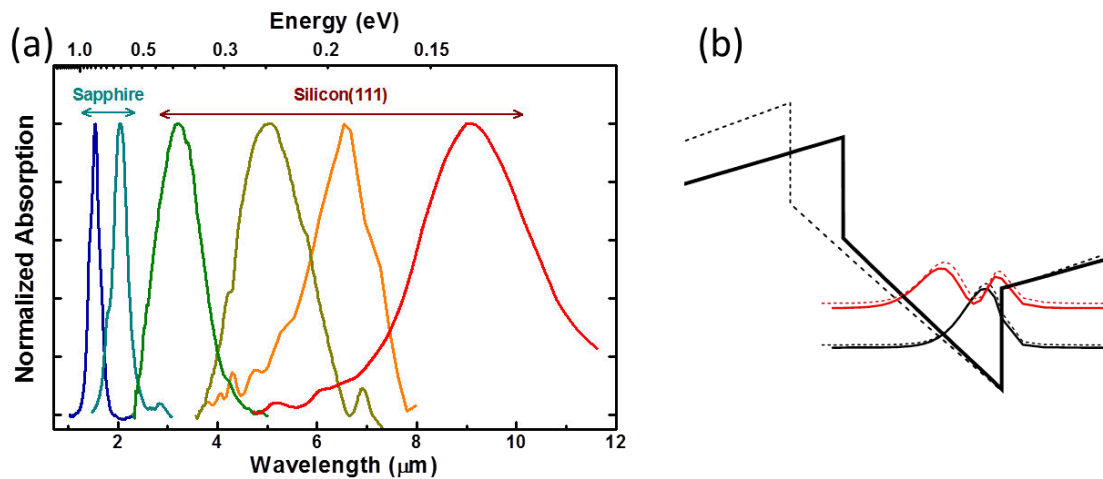 (a)
Energy (eV)
1.0 0.5 0.3 0.2 0.15
Sapphire
Silicon(111)
Normalized Absorption
2 4 6 8 10 12
Wavelength (μm)
(b)